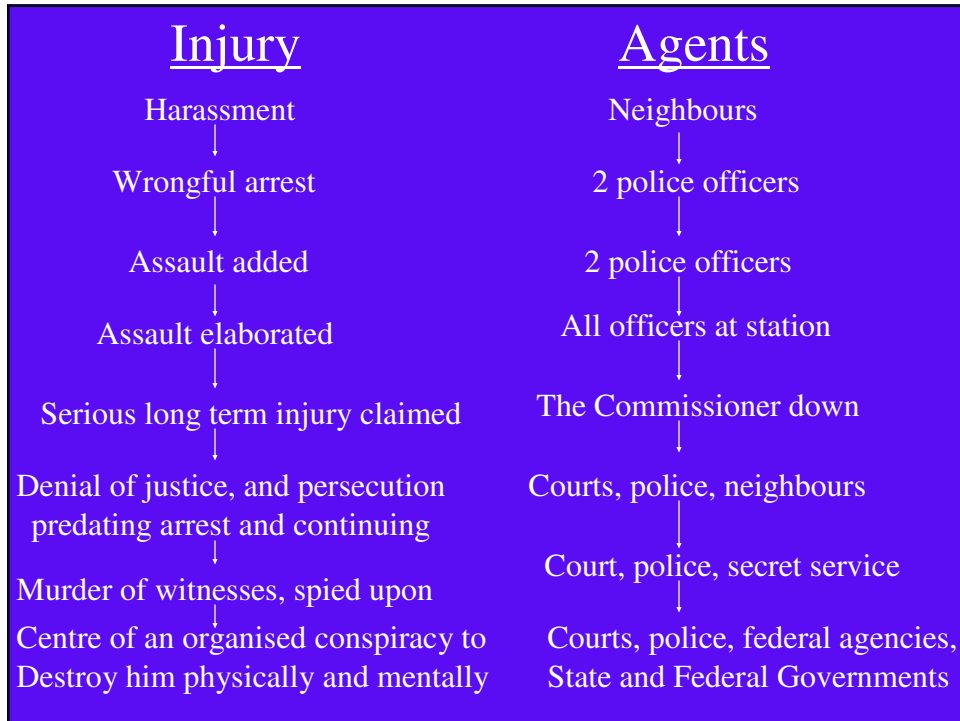 Injury
Harassment
Wrongful arrest
Assault added
Assault elaborated
Serious long term injury claimed
Denial of justice, and persecution
predating arrest and continuing
Murder of witnesses, spied upon
Centre of an organised conspiracy to
Destroy him physically and mentally
Agents
Neighbours
2 police officers
2 police officers
All officers at station
The Commissioner down
Courts, police, neighbours
Court, police, secret service
Courts, police, federal agencies,
State and Federal Governments